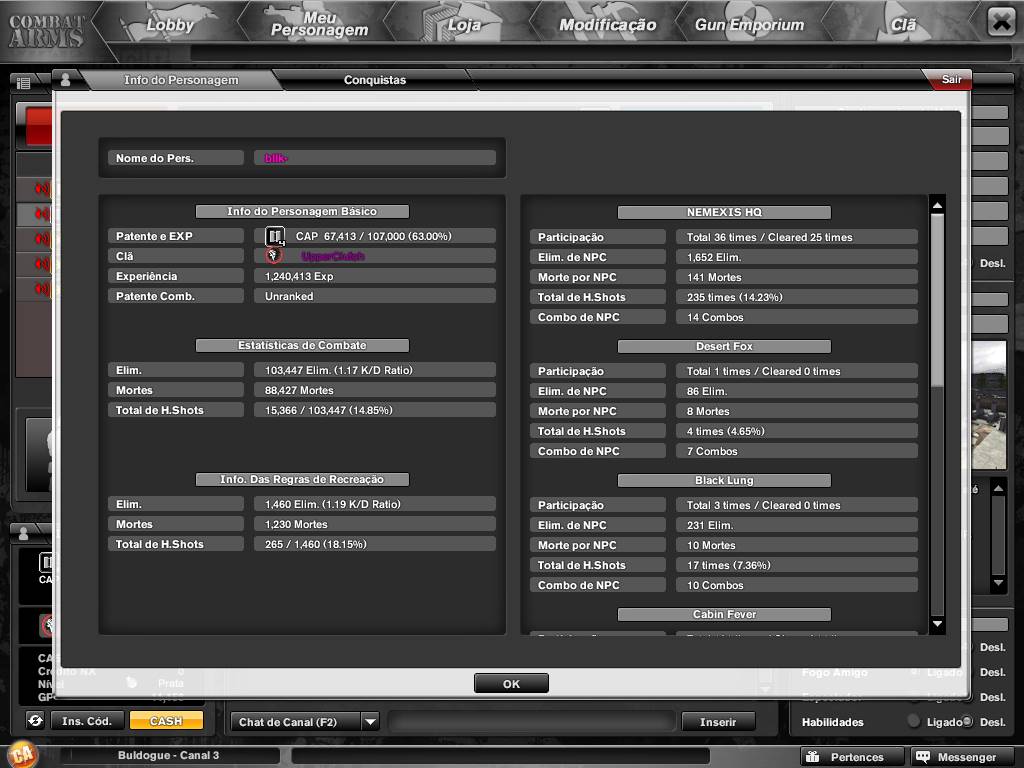 COMBAT ARMS
Lobby
Meu Personagem
Loja
Modificação
Gun Emporium
Clã
Info do Personagem
Conquistas
Sair
Nome do Pers.
Info do Personagem Básico
Patente e EXP CAP 67,413 / 107,000 (63.00%)
Clã UpperClutch
Experiência 1,240,413 Exp
Patente Comb. Unranked
Estatísticas de Combate
Elim. 103,447 Elim. (1.17 K/D Ratio)
Mortes 88,427 Mortes
Total de H.Shots 15,366 / 103,447 (14.85%)
Info. Das Regras de Recreação
Elim. 1,460 Elim. (1.19 K/D Ratio)
Mortes 1,230 Mortes
Total de H.Shots 265 / 1,460 (18.15%)
NEMEXIS HQ
Participação Total 36 times / Cleared 25 times
Elim. de NPC 1,652 Elim.
Morte por NPC 141 Mortes
Total de H.Shots 235 times (14.23%)
Combo de NPC 14 Combos
Desert Fox
Participação Total 1 times / Cleared 0 times
Elim. de NPC 86 Elim.
Morte por NPC 8 Mortes
Total de H.Shots 4 times (4.65%)
Combo de NPC 7 Combos
Black Lung
Participação Total 3 times / Cleared 0 times
Elim. de NPC 231 Elim.
Morte por NPC 10 Mortes
Total de H.Shots 17 times (7.36%)
Combo de NPC 10 Combos
Cabin Fever
OK
Desl.
Desl.
Fogo Amigo Ligado Desl.
Ligado Desl.
Habilidades Ligado Desl.
Prata
Ins. Cód.
CASH
Chat de Canal (F2)
Inserir
CA
Buldogue - Canal 3
Pertences
Messenger